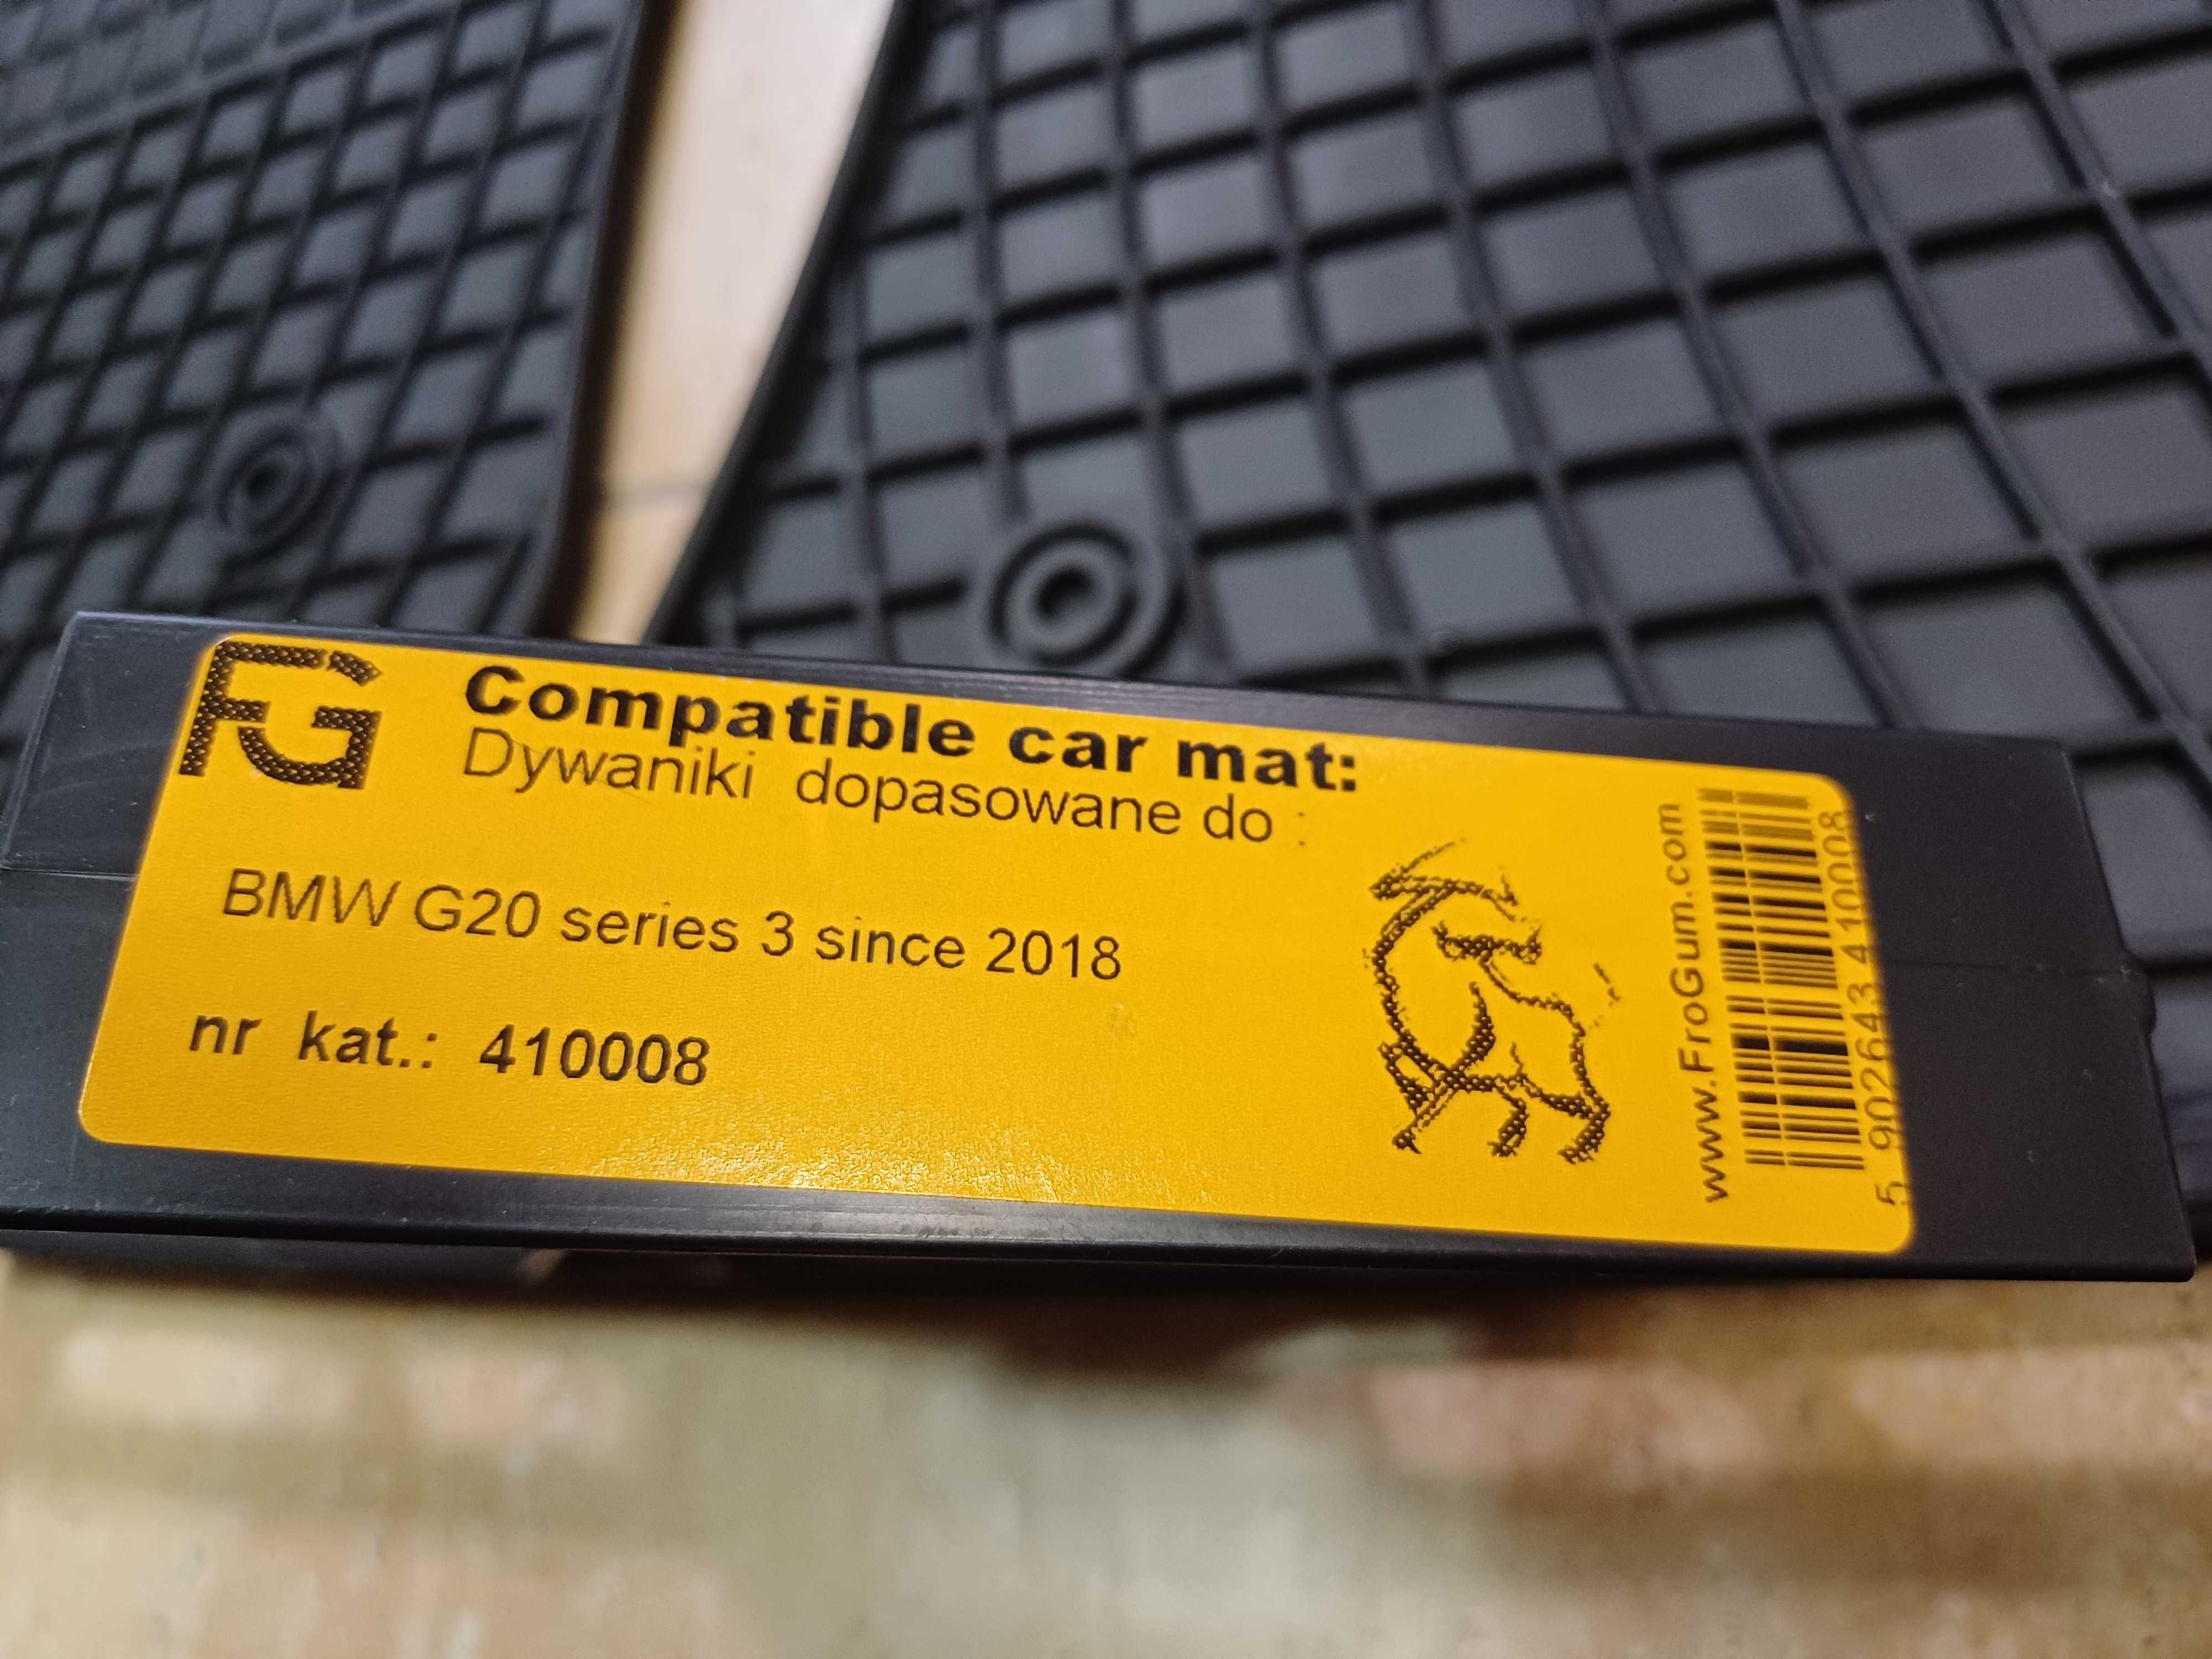 FG
Compatible car mat:
Dywaniki dopasowane do :
BMW G20 series 3 since 2018
nr kat.: 410008
www.FroGum.com
5 902643 410008